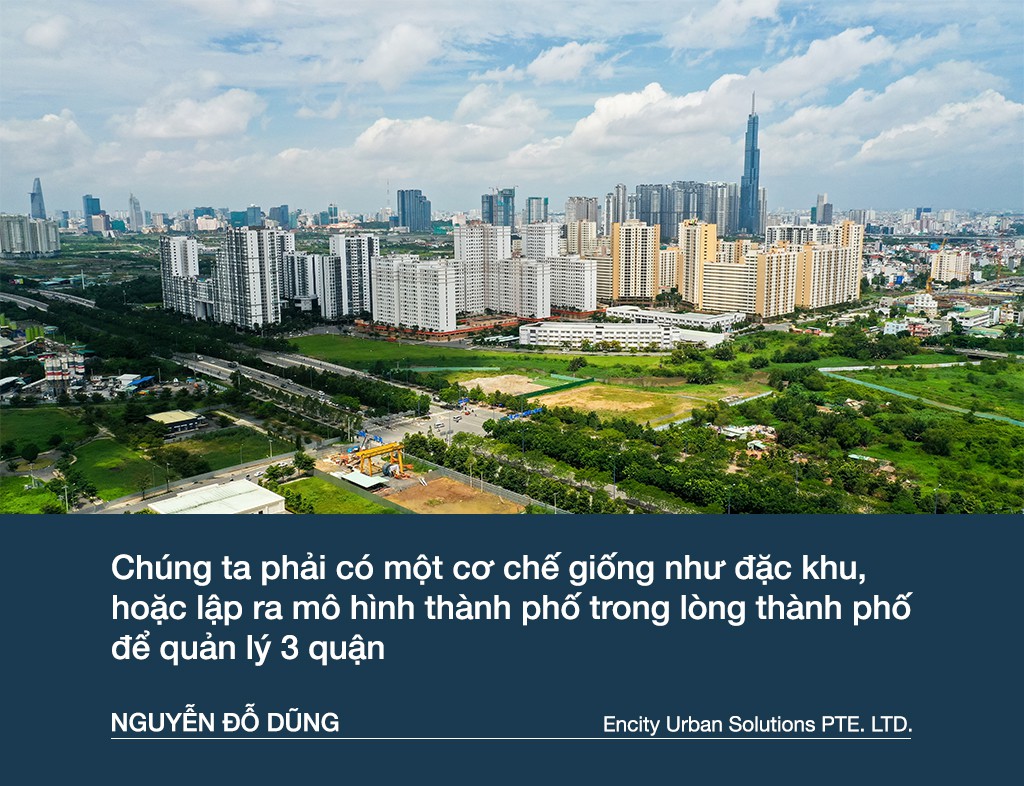 Chúng ta phải có một cơ chế giống như đặc khu,
hoặc lập ra mô hình thành phố trong lòng thành phố
để quản lý 3 quận
NGUYỄN ĐỖ DŨNG
Encity Urban Solutions PTE. LTD.